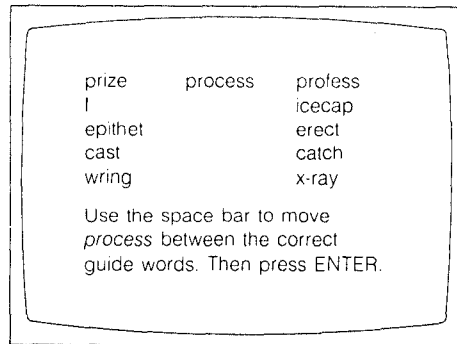 prize process profess
I icecap
epithet erect
cast catch
wring x-ray
Use the space bar to move
process between the correct
guide words. Then press ENTER.